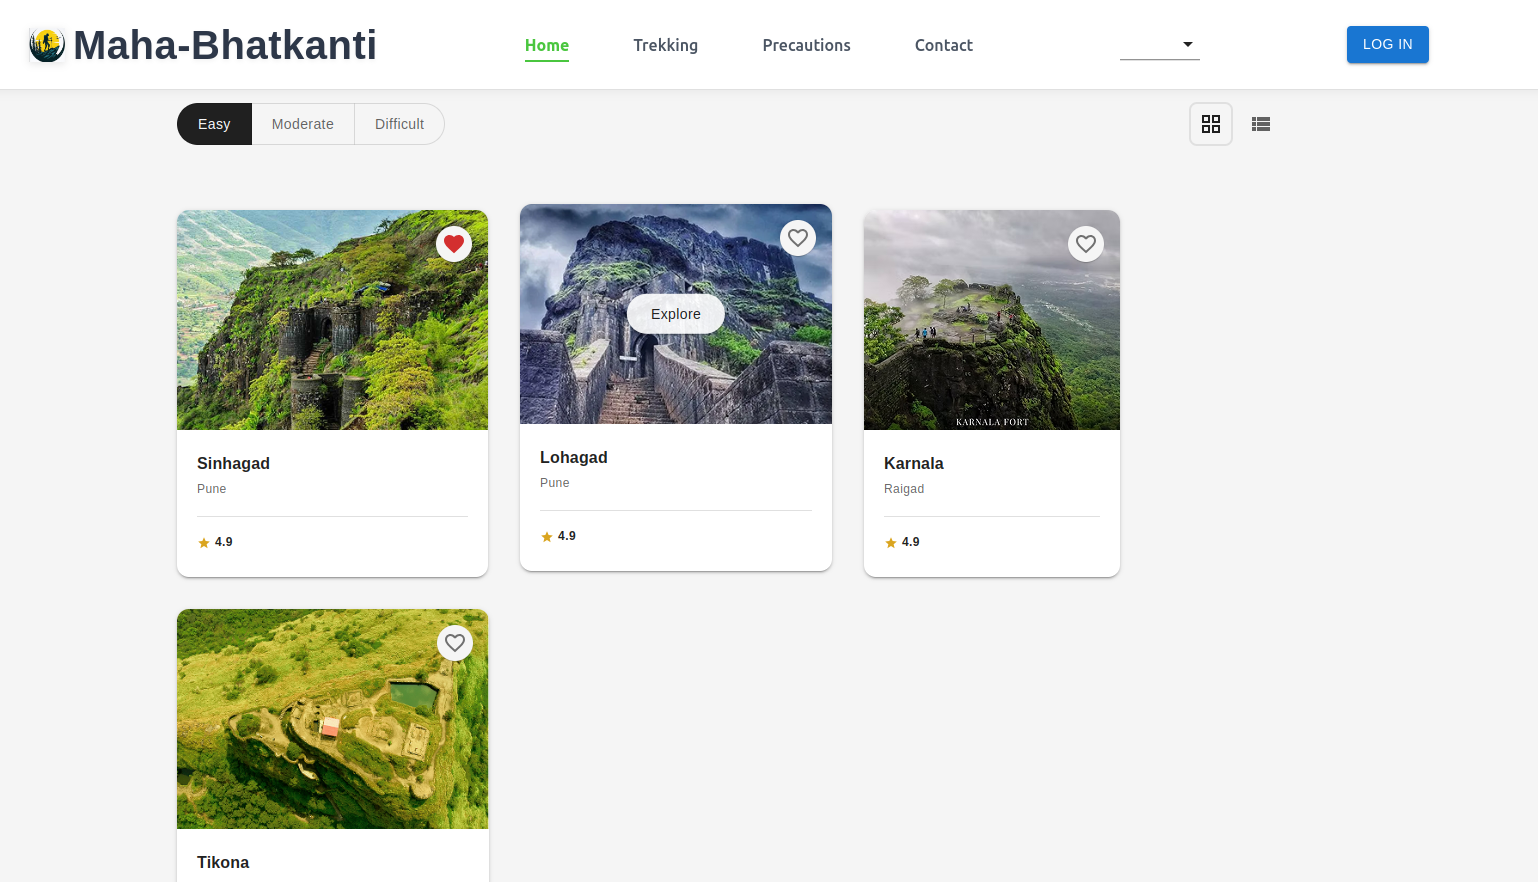 Maha-Bhatkanti
Home
Trekking
Precautions
Contact
LOG IN
Easy
Moderate
Difficult
Explore
KARNALA FORT
Sinhagad
Pune
4.9
Lohagad
Pune
4.9
Karnala
Raigad
4.9
Tikona